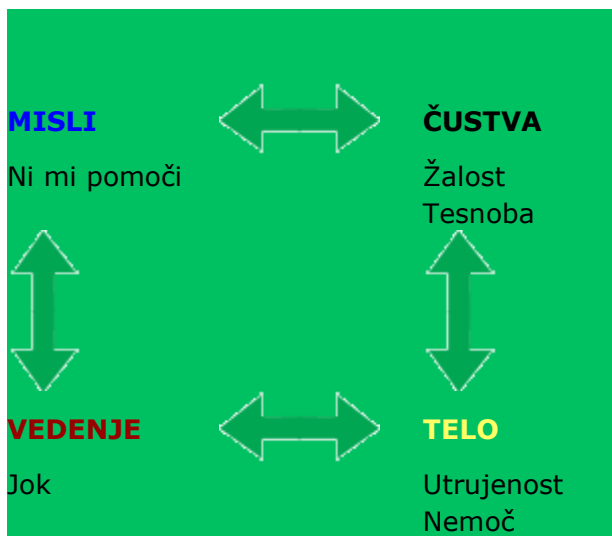 MISLI
Ni mi pomoči
ČUSTVA
Žalost
Tesnoba
VEDENJE
Jok
TELO
Utrujenost
Nemoč